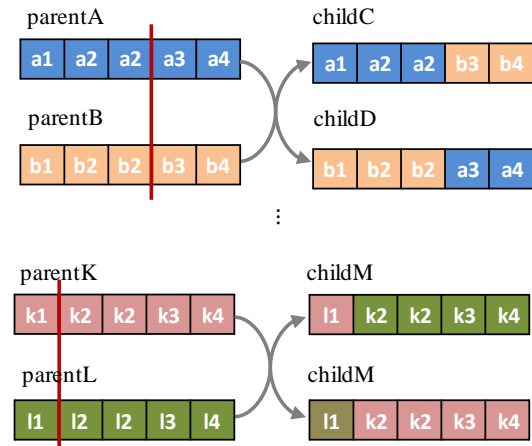 parentA childC
a1 a2 a2 a3 a4 a1 a2 a2 b3 b4
parentB childD
b1 b2 b2 b3 b4 b1 b2 b2 a3 a4
...
parentK childM
k1 k2 k2 k3 k4 l1 k2 k2 k3 k4
parentL childM
l1 l2 l2 l3 l4 l1 k2 k2 k3 k4